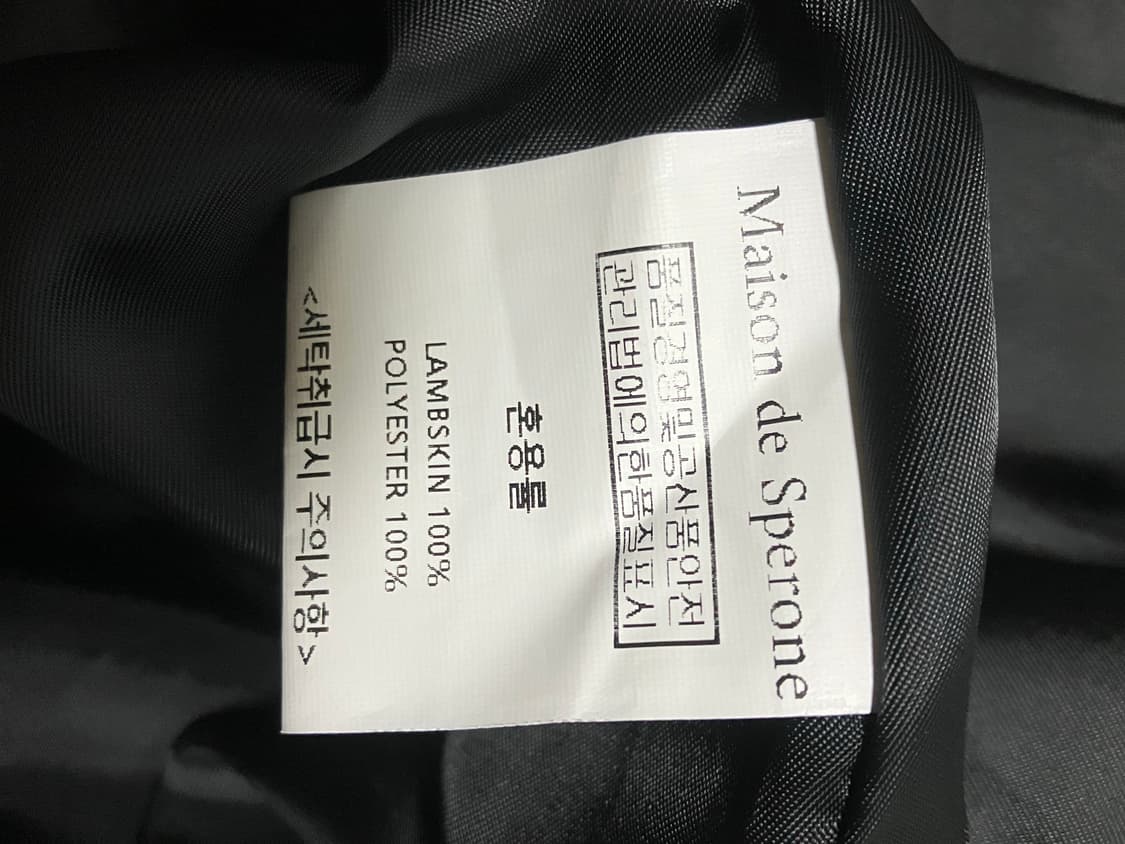 Maison de Sperone
품질경영및공산품안전
관리법에의한품질표시
혼용률
LAMBSKIN 100%
POLYESTER 100%
<세탁취급시 주의사항>